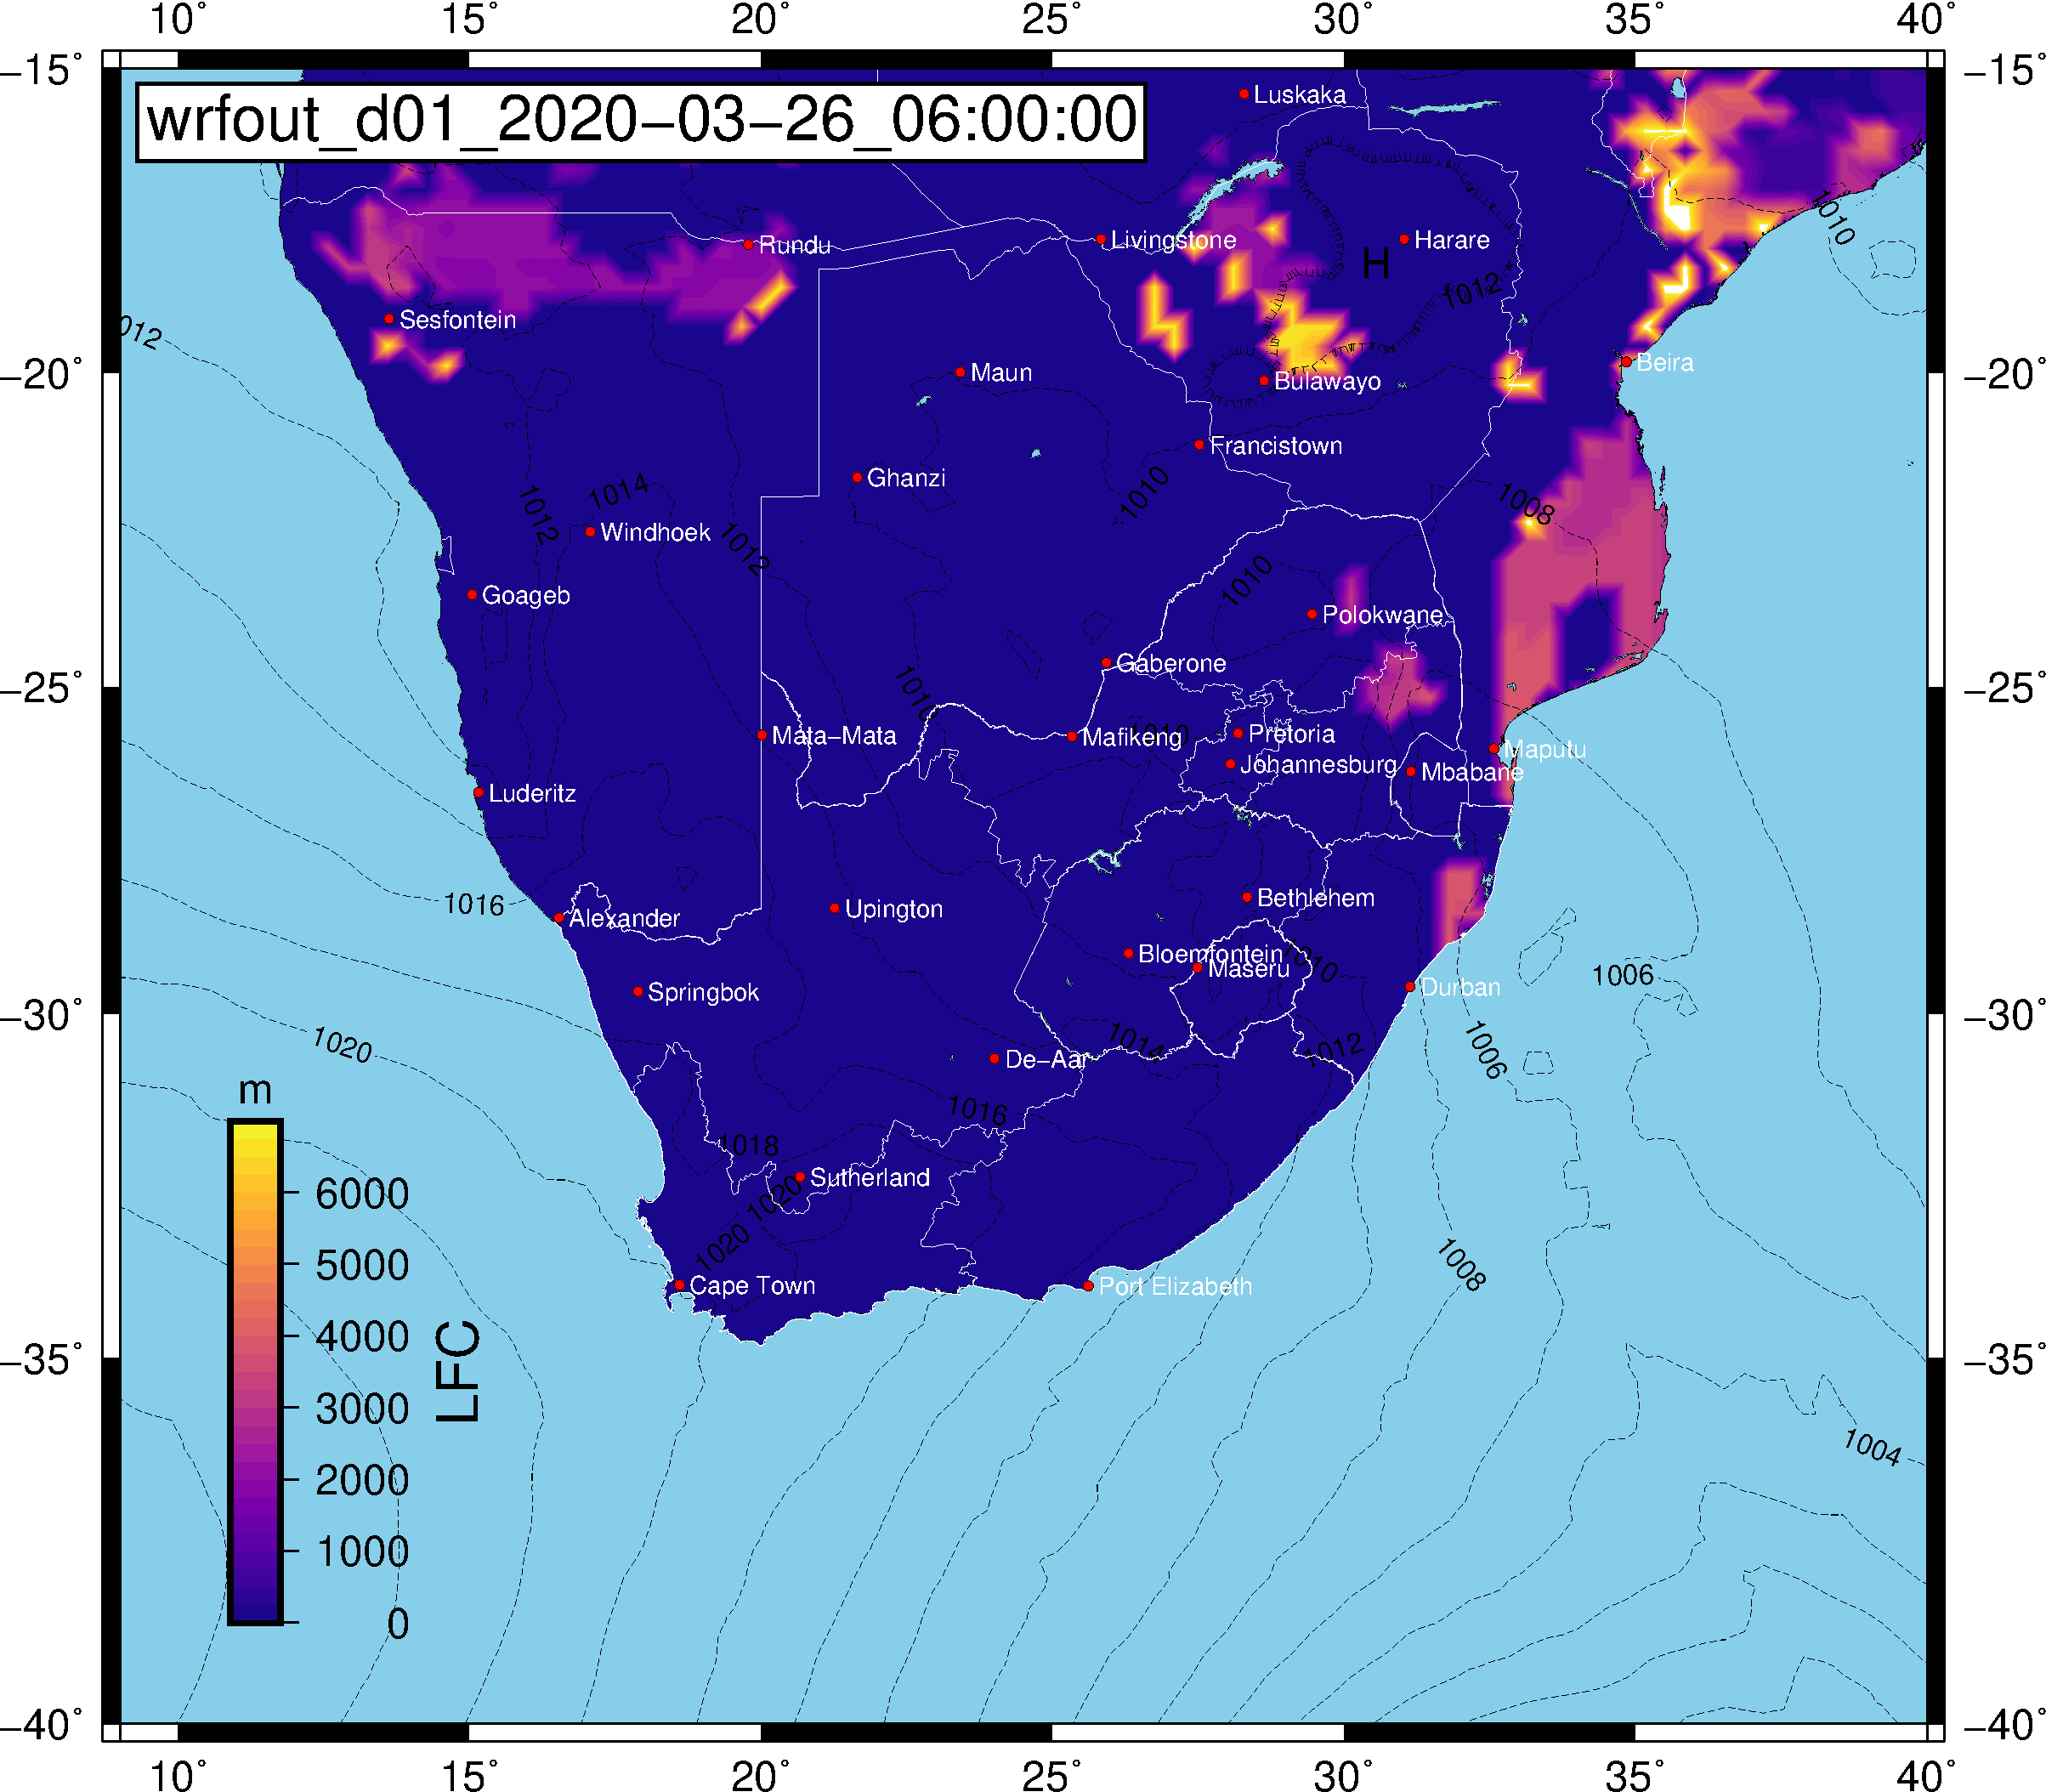 10° 15° 20° 25° 30° 35° 40°
−15° −15°
wrfout_d01_2020−03−26_06:00:00
Luskaka
1010
Rundu
Livingstone
Harare
H
1012
Sesfontein
012
Beira
−20° −20°
Maun
Bulawayo
Francistown
Ghanzi
1014
1012
1010
1008
Windhoek
1012
1010
Goageb
Polokwane
Gaberone
−25° −25°
1010
Mata−Mata
Mafikeng
1010
Pretoria
Maputu
Johannesburg
Mbabane
Luderitz
1016
Bethlehem
Alexander
Upington
Bloemfontein
1010
Maseru
1006
Springbok
Durban
−30° −30°
1020
1014
1012
1006
De−Aar
m
1016
1018
Sutherland
6000
1020
1020
5000
1008
Cape Town
Port Elizabeth
4000
LFC
−35° −35°
3000
1004
2000
1000
0
−40° −40°
10° 15° 20° 25° 30° 35° 40°